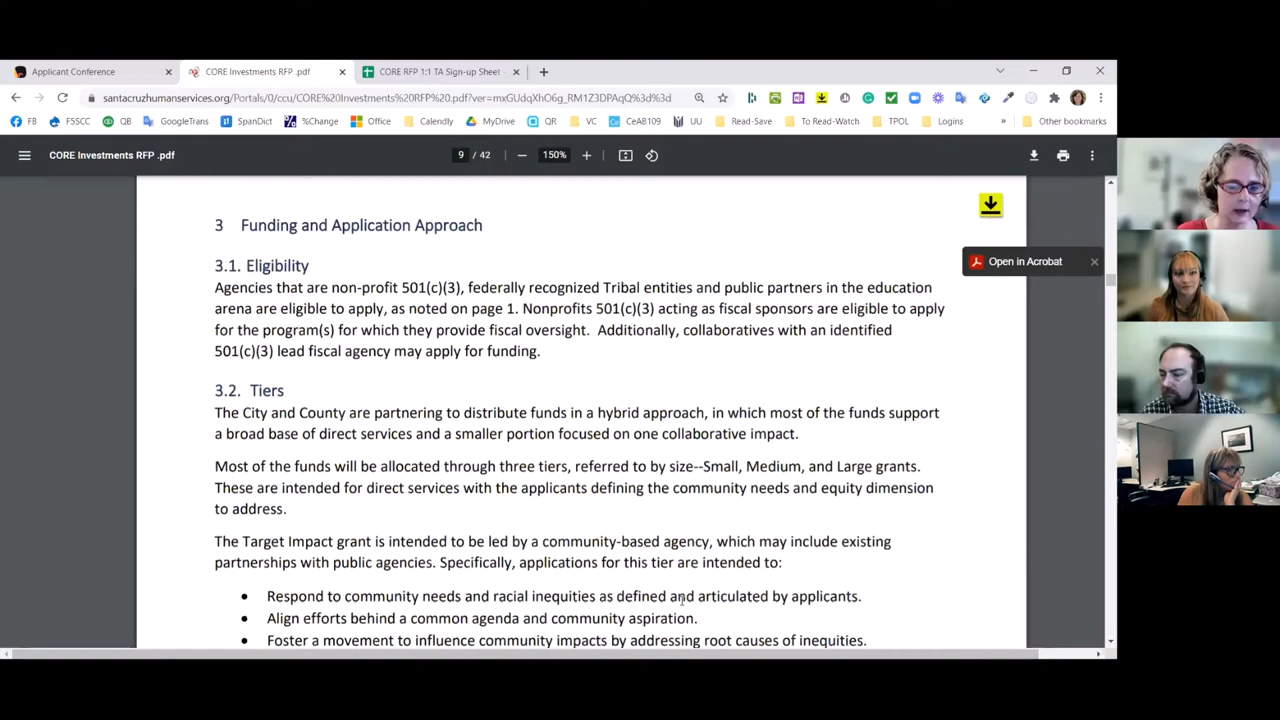 Applicant Conference
CORE Investments RFP .pdf
CORE RFP 1:1 TA Sign-up Sheet -
santacruzhumanservices.org/Portals/0/ccu/CORE%20Investments%20RFP%20.pdf?ver=mxGUdqXhO6g_RM1Z3DPAqQ%3d%3d
FB
F5SCC
QB
GoogleTrans
SpanDict
%Change
Office
Calendly
MyDrive
QR
VC
CeAB109
UU
Read-Save
To Read-Watch
TPOL
Logins
»
Other bookmarks
CORE Investments RFP .pdf
9 / 42
150%
Open in Acrobat
3 Funding and Application Approach
3.1. Eligibility
Agencies that are non-profit 501(c)(3), federally recognized Tribal entities and public partners in the education
arena are eligible to apply, as noted on page 1. Nonprofits 501(c)(3) acting as fiscal sponsors are eligible to apply
for the program(s) for which they provide fiscal oversight. Additionally, collaboratives with an identified
501(c)(3) lead fiscal agency may apply for funding.
3.2. Tiers
The City and County are partnering to distribute funds in a hybrid approach, in which most of the funds support
a broad base of direct services and a smaller portion focused on one collaborative impact.
Most of the funds will be allocated through three tiers, referred to by size--Small, Medium, and Large grants.
These are intended for direct services with the applicants defining the community needs and equity dimension
to address.
The Target Impact grant is intended to be led by a community-based agency, which may include existing
partnerships with public agencies. Specifically, applications for this tier are intended to:
• Respond to community needs and racial inequities as defined and articulated by applicants.
• Align efforts behind a common agenda and community aspiration.
• Foster a movement to influence community impacts by addressing root causes of inequities.